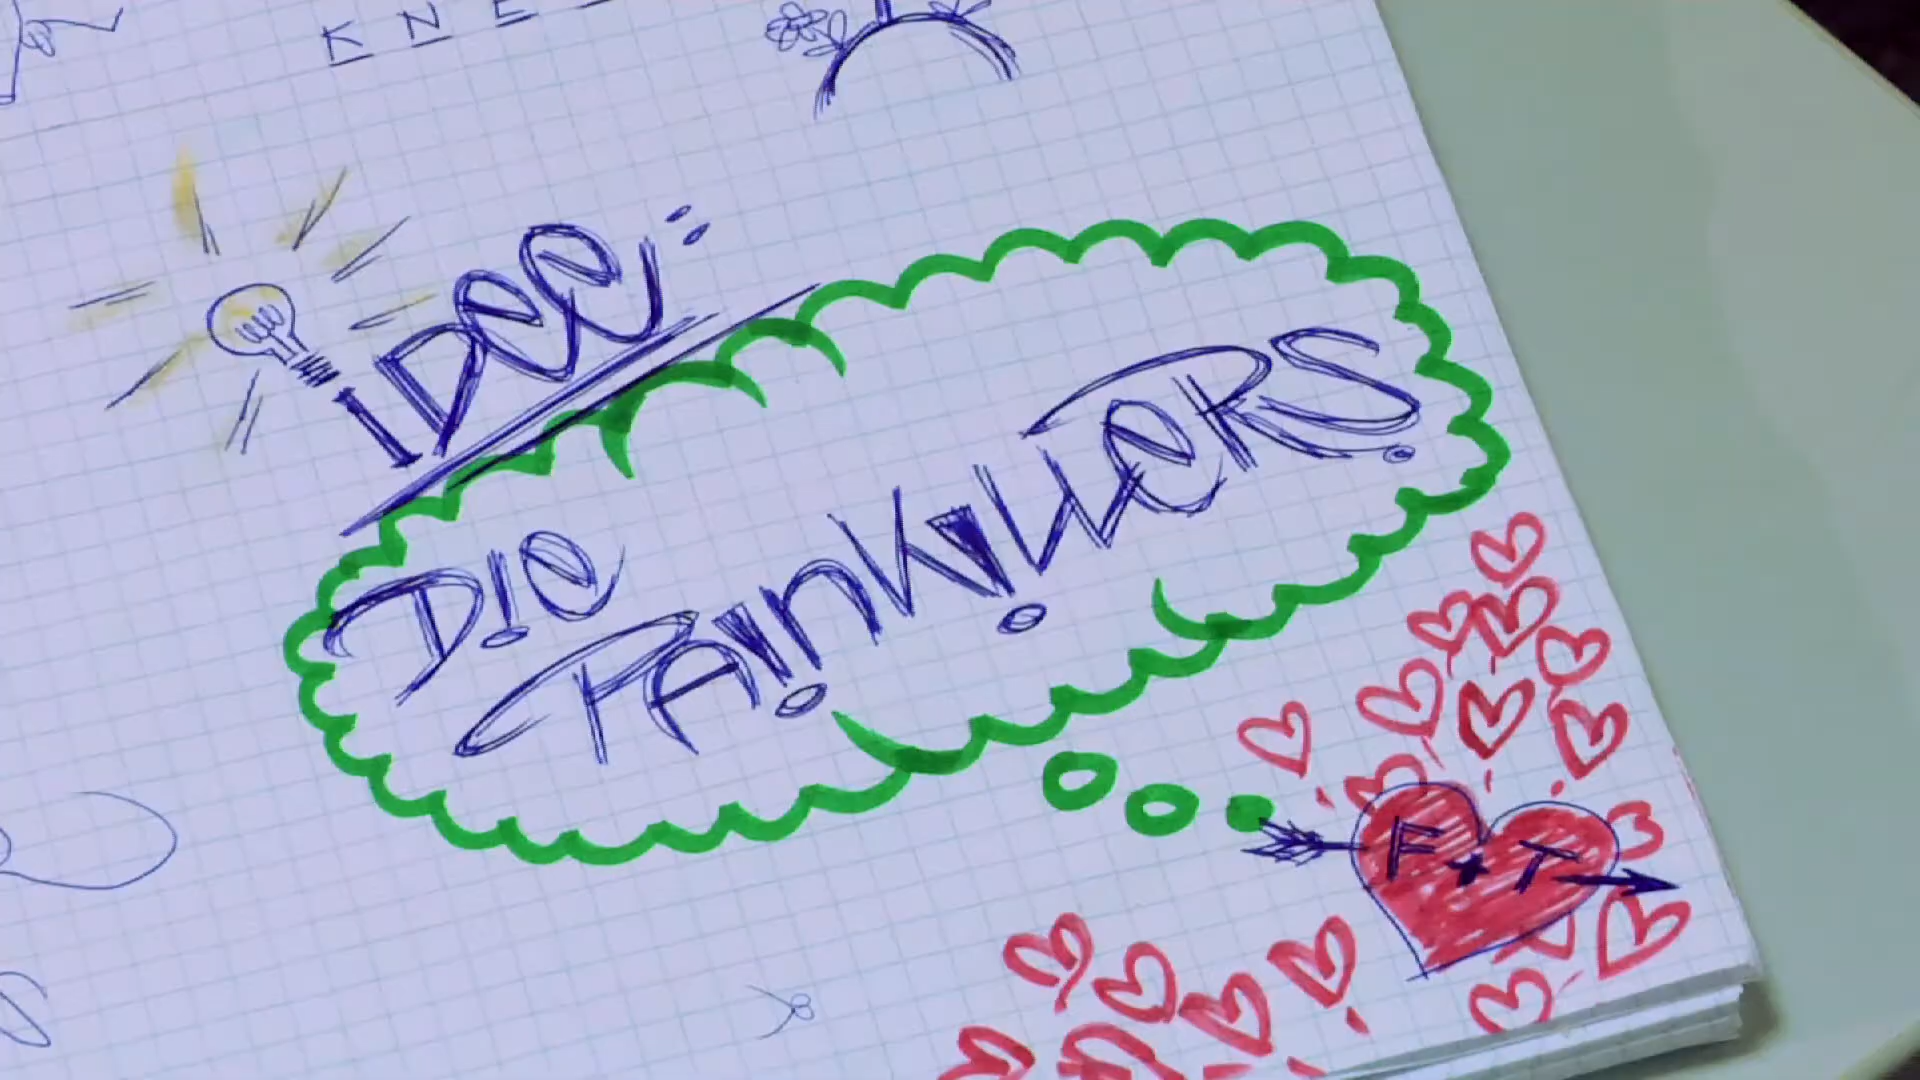 K N E
IDee:
Die
PAinKiLLeRS.
F + T